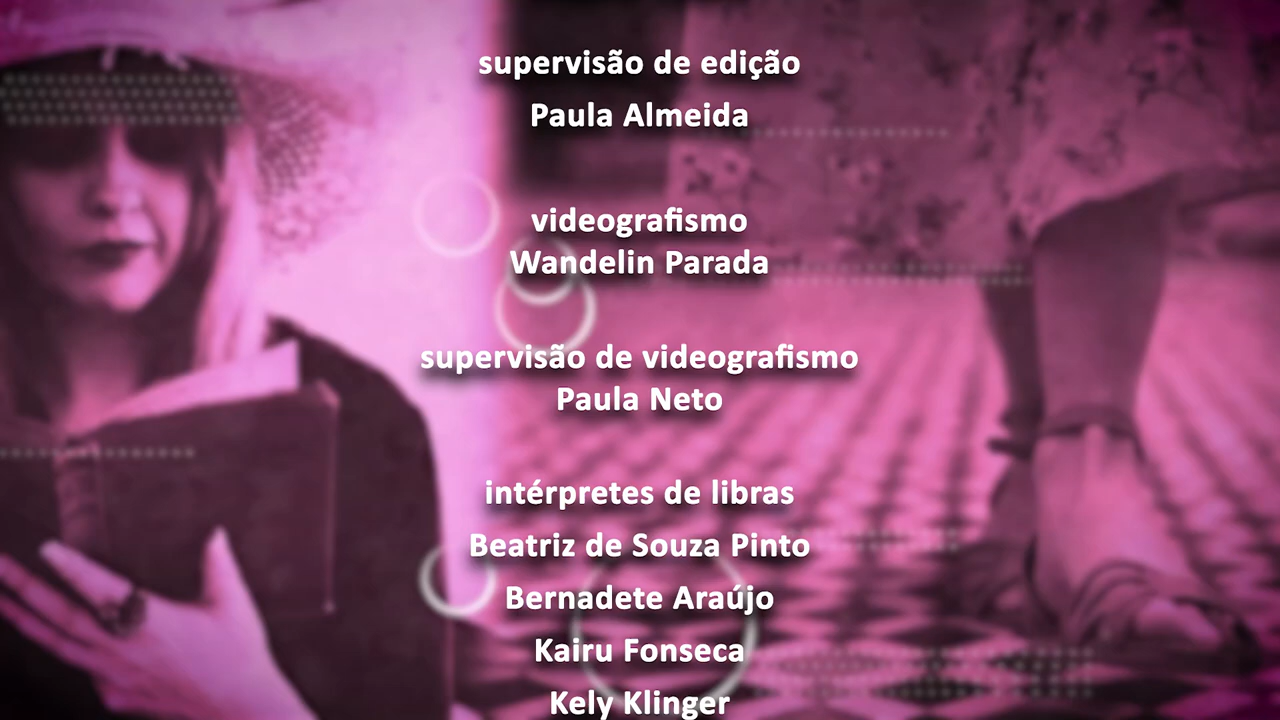 supervisão de edição
Paula Almeida
videografismo
Wandelin Parada
supervisão de videografismo
Paula Neto
intérpretes de libras
Beatriz de Souza Pinto
Bernadete Araújo
Kairu Fonseca
Kely Klinger